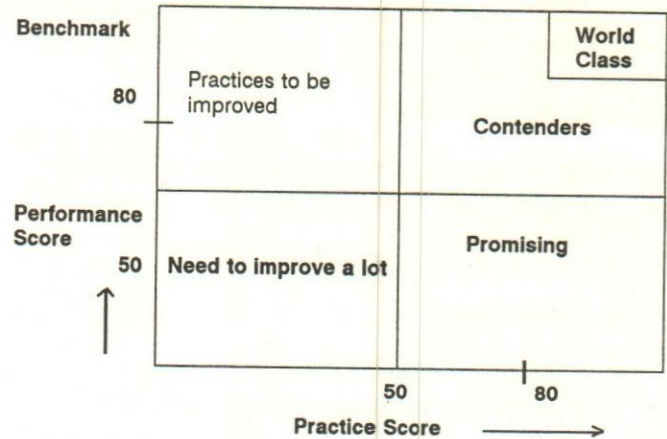 Benchmark
World
Class
80
Practices to be
improved
Contenders
Performance
Score
Promising
50
Need to improve a lot
50
80
Practice Score